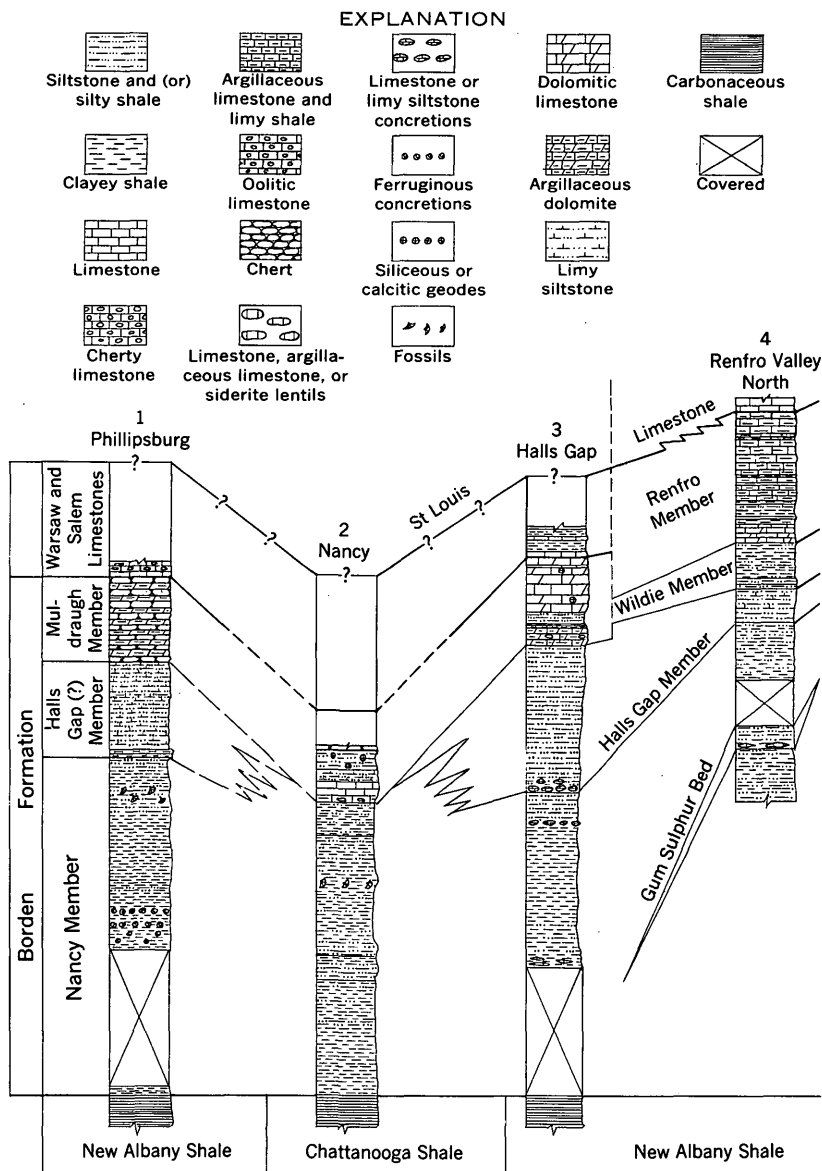 EXPLANATION
Siltstone and (or)
silty shale
Argillaceous
limestone and
limy shale
Limestone or
limy siltstone
concretions
Dolomitic
limestone
Carbonaceous
shale
Clayey shale
Oolitic
limestone
Ferruginous
concretions
Argillaceous
dolomite
Covered
Limestone
Chert
Siliceous or
calcitic geodes
Limy
siltstone
Cherty
limestone
Limestone, argilla-
ceous limestone, or
siderite lentils
Fossils
1
Phillipsburg
2
Nancy
3
Halls Gap
4
Renfro Valley
North
?
?
?
?
?
St Louis
?
?
?
Limestone
Renfro
Member
Wildie Member
Halls Gap Member
Gum Sulphur Bed
Warsaw and
Salem
Limestones
Mul-
draugh
Member
Halls
Gap (?)
Member
Nancy Member
Borden Formation
New Albany Shale
Chattanooga Shale
New Albany Shale